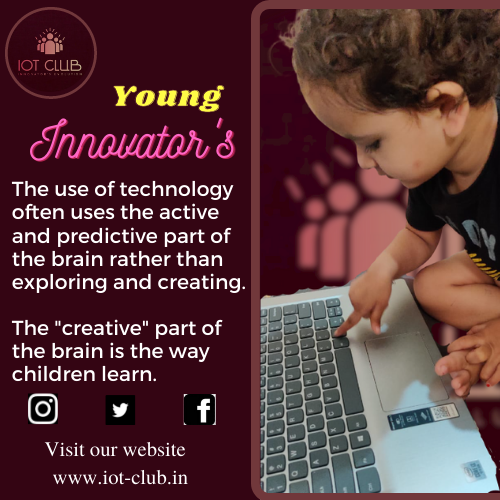 IOT CLUB
Young
Innovator's
The use of technology
often uses the active
and predictive part of
the brain rather than
exploring and creating.
The "creative" part of
the brain is the way
children learn.
Visit our website
www.iot-club.in